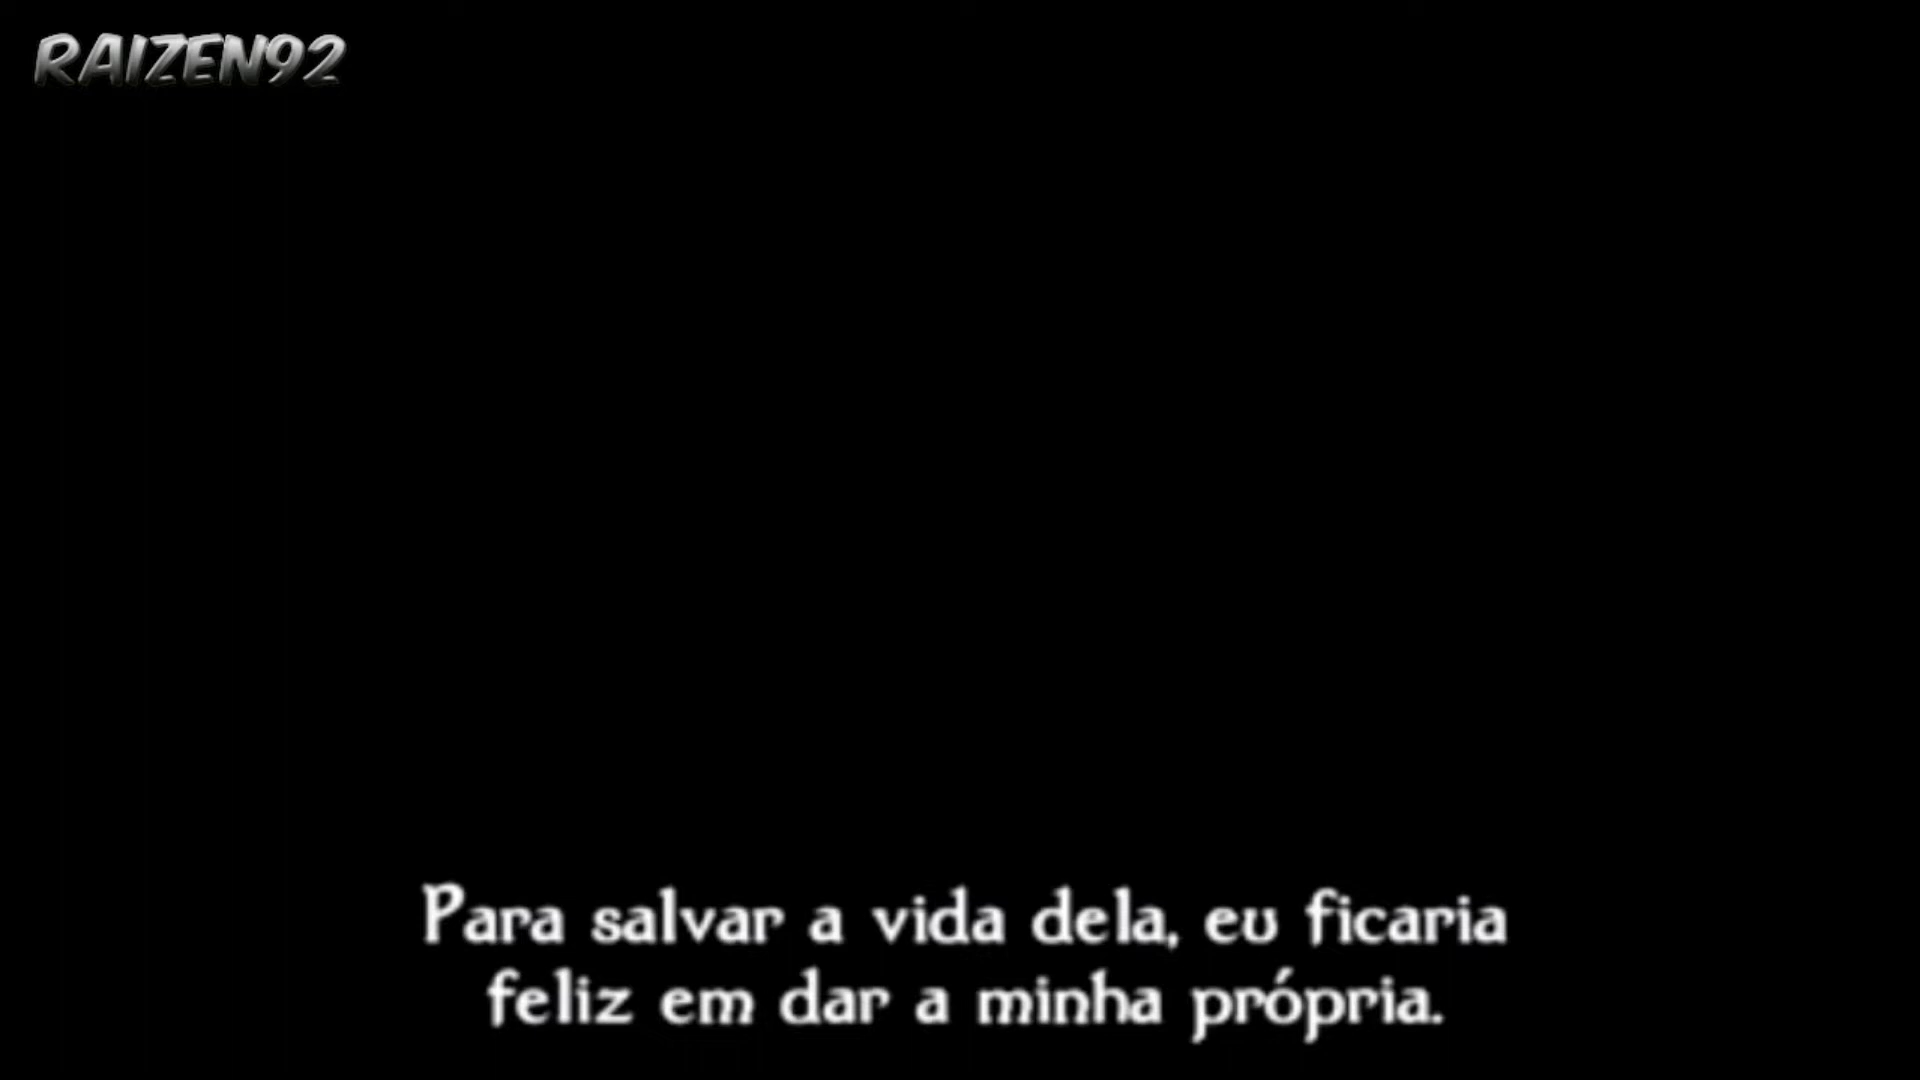 RAIZEN92
Para salvar a vida dela, eu ficaria
feliz em dar a minha própria.